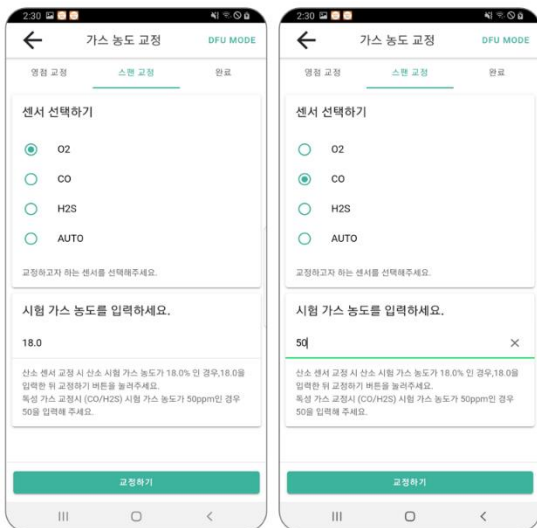 2:30
가스 농도 교정
DFU MODE
영점 교정
스팬 교정
완료
센서 선택하기
O2
CO
H2S
AUTO
교정하고자 하는 센서를 선택해주세요.
시험 가스 농도를 입력하세요.
18.0
산소 센서 교정 시 산소 시험 가스 농도가 18.0% 인 경우,18.0을
입력한 뒤 교정하기 버튼을 눌러주세요.
독성 가스 교정시 (CO/H2S) 시험 가스 농도가 50ppm인 경우
50을 입력해 주세요.
교정하기
2:30
가스 농도 교정
DFU MODE
영점 교정
스팬 교정
완료
센서 선택하기
O2
CO
H2S
AUTO
교정하고자 하는 센서를 선택해주세요.
시험 가스 농도를 입력하세요.
50
산소 센서 교정 시 산소 시험 가스 농도가 18.0% 인 경우,18.0을
입력한 뒤 교정하기 버튼을 눌러주세요.
독성 가스 교정시 (CO/H2S) 시험 가스 농도가 50ppm인 경우
50을 입력해 주세요.
교정하기